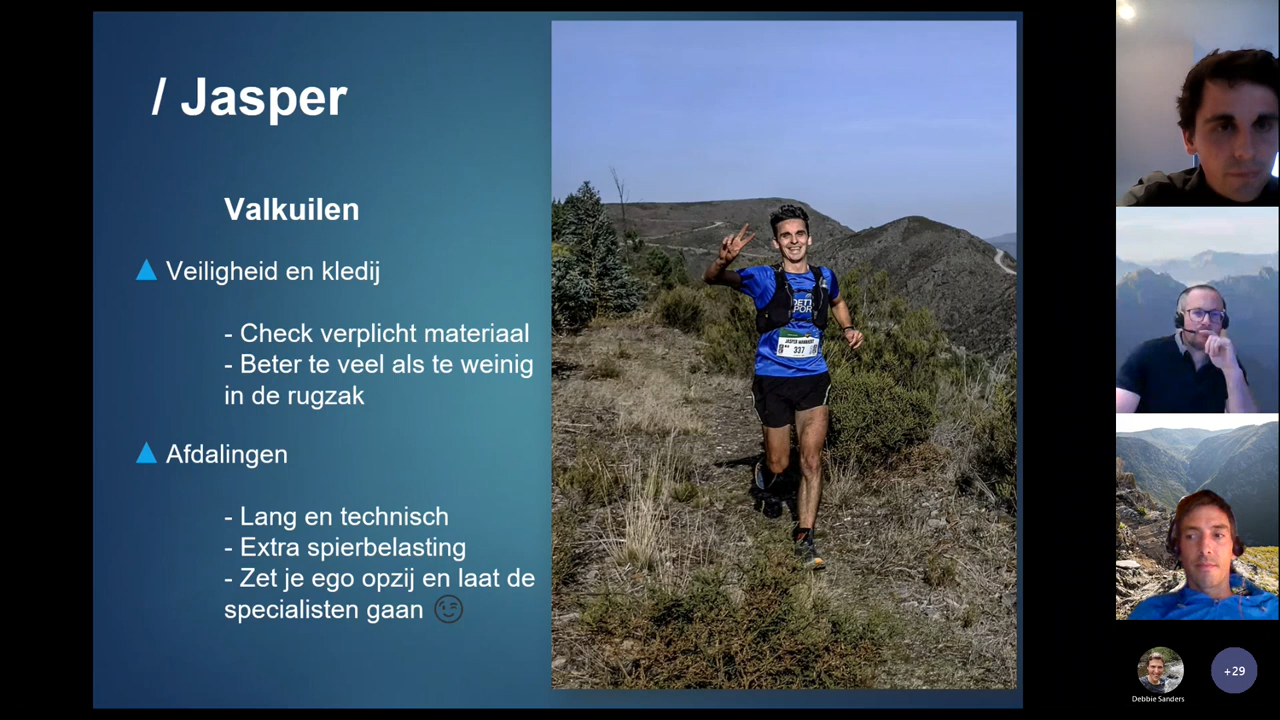 / Jasper
Valkuilen
Veiligheid en kledij
- Check verplicht materiaal
- Beter te veel als te weinig
in de rugzak
Afdalingen
- Lang en technisch
- Extra spierbelasting
- Zet je ego opzij en laat de
specialisten gaan
337
+29
Debbie Sanders